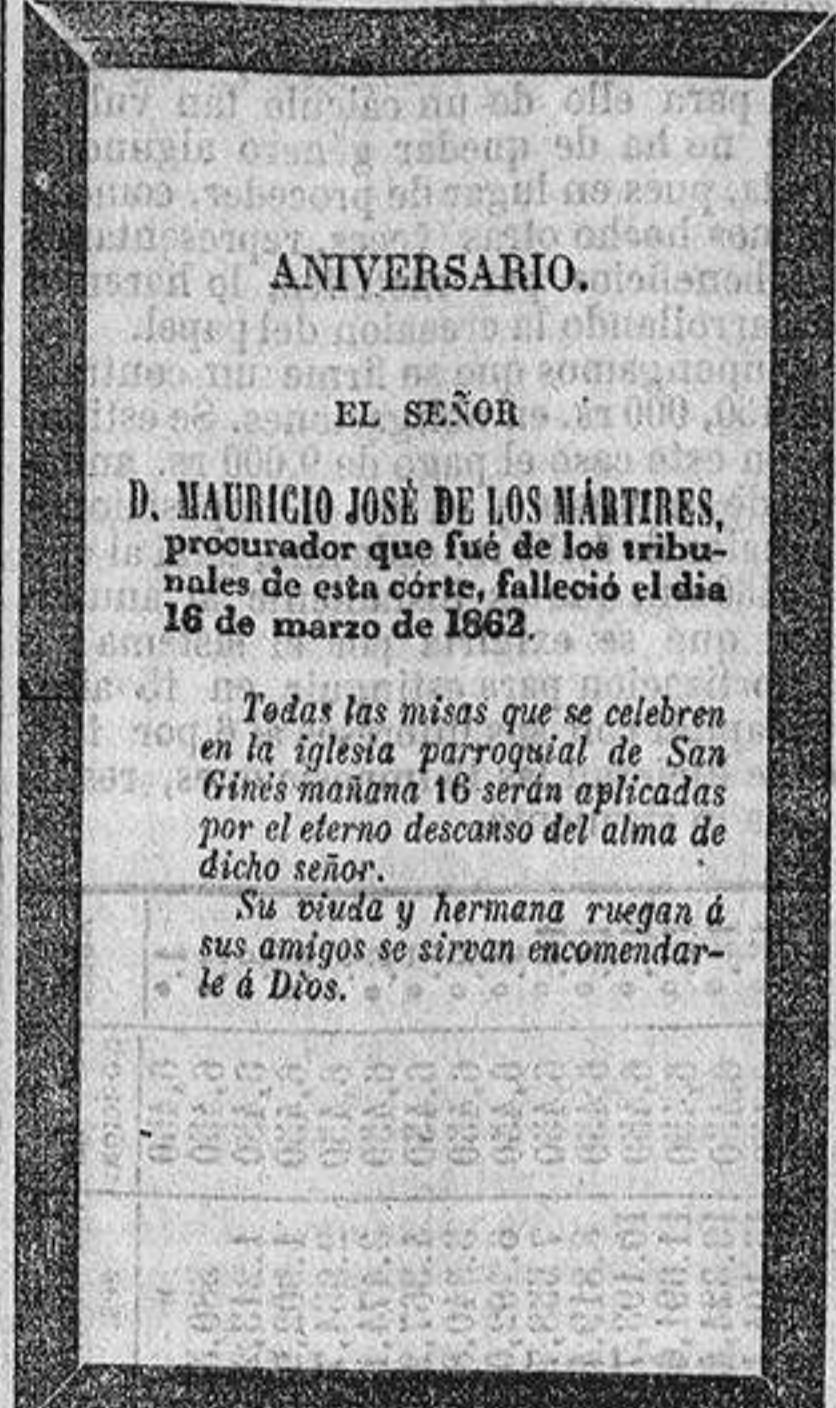 ANIVERSARIO.
EL SEÑOR
D. MAURICIO JOSÉ DE LOS MÁRTIRES,
procurador que fué de los tribu-
nales de esta córte, falleció el dia
16 de marzo de 1862.
Todas las misas que se celebren
en la iglesia parroquial de San
Ginés mañana 16 serán aplicadas
por el eterno descanso del alma de
dicho señor.
Su viuda y hermana ruegan á
sus amigos se sirvan encomendar-
le á Dios.